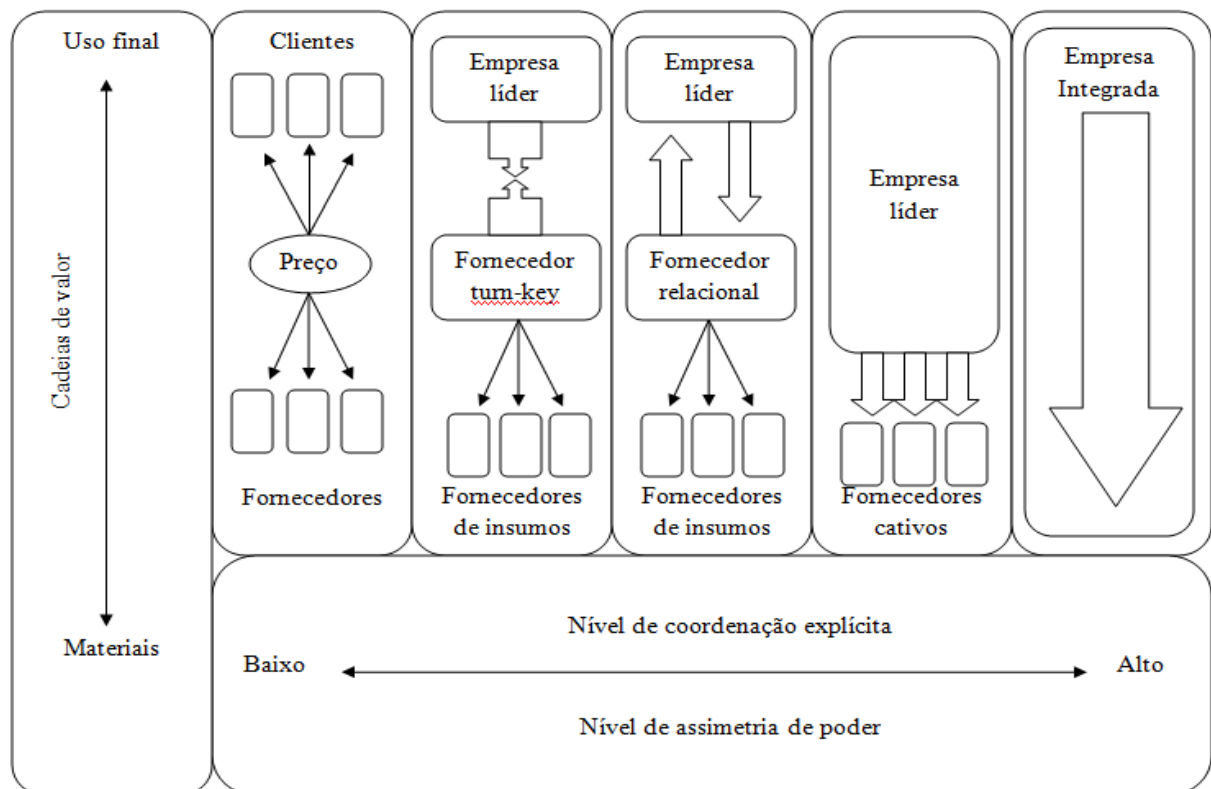 Uso final
Cadeias de valor
Materiais
Clientes
Preço
Fornecedores
Empresa
líder
Fornecedor
turn-key
Fornecedores
de insumos
Empresa
líder
Fornecedor
relacional
Fornecedores
de insumos
Empresa
líder
Fornecedores
cativos
Empresa
Integrada
Nível de coordenação explícita
Baixo
Alto
Nível de assimetria de poder